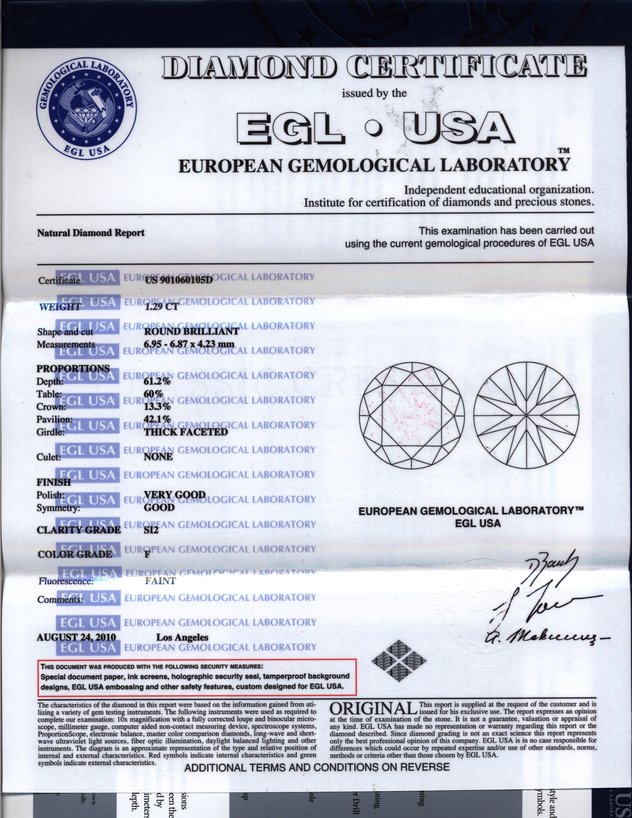 DIAMOND CERTIFICATE
issued by the
EGL • USA
EUROPEAN GEMOLOGICAL LABORATORY™
GEMOLOGICAL LABORATORY
EGL USA
Independent educational organization.
Institute for certification of diamonds and precious stones.
Natural Diamond Report
This examination has been carried out
using the current gemological procedures of EGL USA
EGL USA EUROPEAN GEMOLOGICAL LABORATORY
Certificate US 901060105D
WEIGHT 1.29 CT
Shape and cut ROUND BRILLIANT
Measurements 6.95 - 6.87 x 4.23 mm
PROPORTIONS
Depth: 61.2%
Table: 60%
Crown: 13.3%
Pavilion: 42.1%
Girdle: THICK FACETED
Culet: NONE
FINISH
Polish: VERY GOOD
Symmetry: GOOD
CLARITY GRADE SI2
COLOR GRADE F
Fluorescence: FAINT
Comments:
AUGUST 24, 2010 Los Angeles
EUROPEAN GEMOLOGICAL LABORATORY™
EGL USA
THIS DOCUMENT WAS PRODUCED WITH THE FOLLOWING SECURITY MEASURES:
Special document paper, ink screens, holographic security seal, tamperproof background
designs, EGL USA embossing and other safety features, custom designed for EGL USA.
The characteristics of the diamond in this report were based on the information gained from uti-
lizing a variety of gem testing instruments. The following instruments were used as required to
complete our examination: 10x magnification with a fully corrected loupe and binocular micro-
scope, millimeter gauge, computer aided non-contact measuring device, spectroscope systems,
ProportionScope, electronic balance, master color comparison diamonds, long-wave and short-
wave ultraviolet light sources, fiber optic illumination, daylight balanced lighting and other
instruments. The diagram is an approximate representation of the type and relative position of
internal and external characteristics. Red symbols indicate internal characteristics and green
symbols indicate external characteristics.
ORIGINAL This report is supplied at the request of the customer and is
issued for his exclusive use. The report expresses an opinion
at the time of examination of the stone. It is not a guarantee, valuation or appraisal of
any kind. EGL USA has made no representation or warranty regarding this report or the
diamond described. Since diamond grading is not an exact science this report represents
only the best professional opinion of this company. EGL USA is in no case responsible for
differences which could occur by repeated expertise and/or use of other standards, norms,
methods or criteria other than those chosen by EGL USA.
ADDITIONAL TERMS AND CONDITIONS ON REVERSE